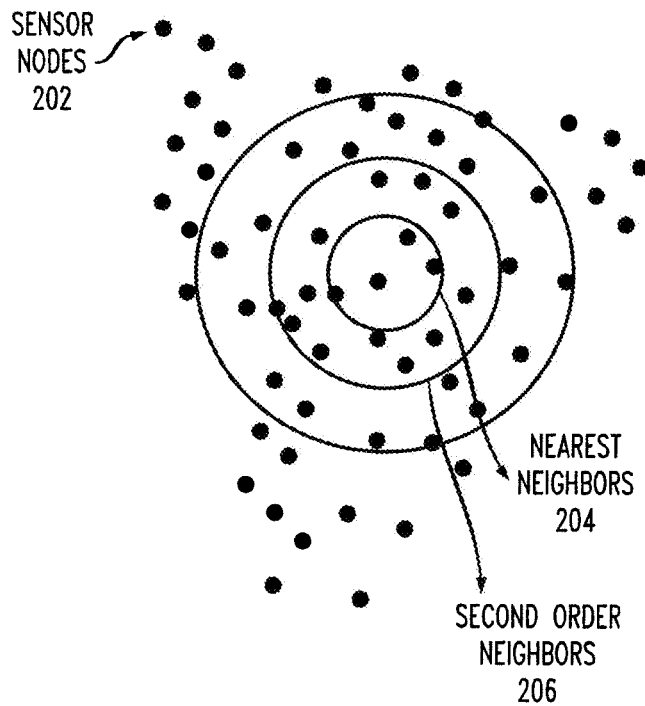 SENSOR
NODES
202
NEAREST
NEIGHBORS
204
SECOND ORDER
NEIGHBORS
206